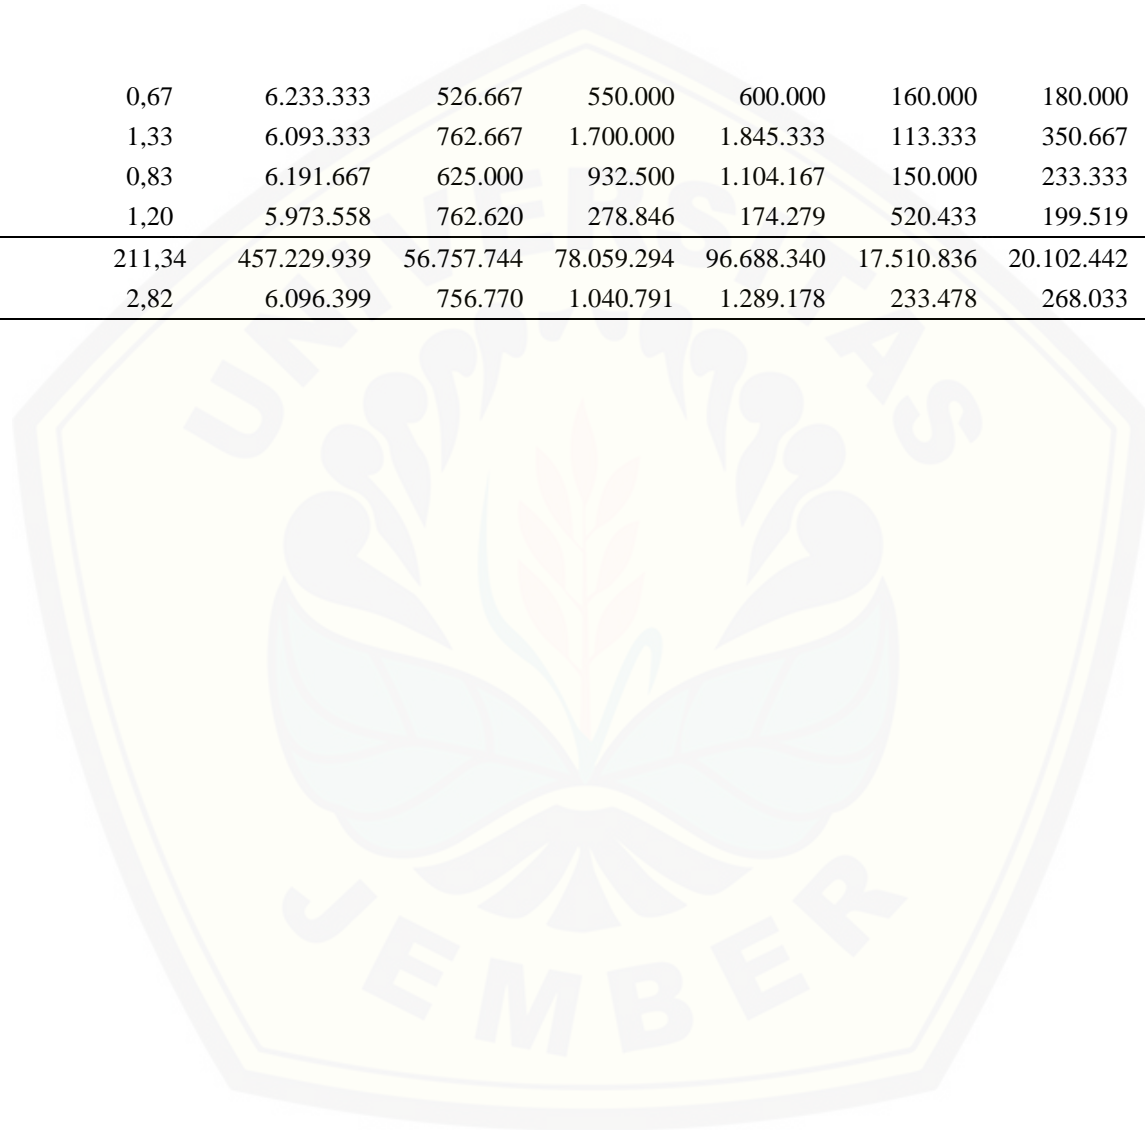 0,67 6.233.333 526.667 550.000 600.000 160.000 180.000
1,33 6.093.333 762.667 1.700.000 1.845.333 113.333 350.667
0,83 6.191.667 625.000 932.500 1.104.167 150.000 233.333
1,20 5.973.558 762.620 278.846 174.279 520.433 199.519
211,34 457.229.939 56.757.744 78.059.294 96.688.340 17.510.836 20.102.442
2,82 6.096.399 756.770 1.040.791 1.289.178 233.478 268.033
UNIVERSITAS
JEMBER